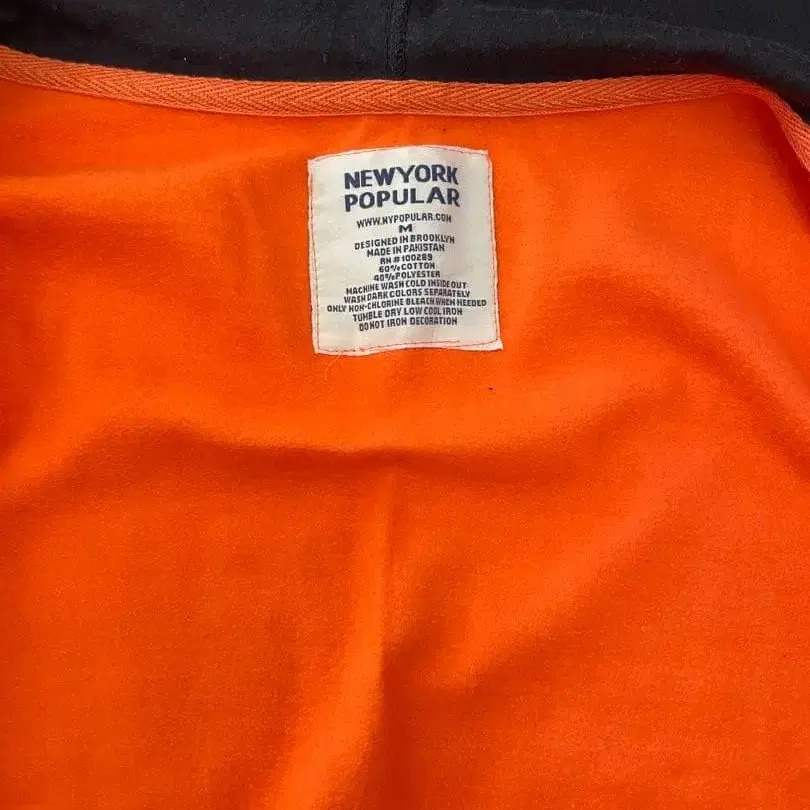 NEWYORK
POPULAR
WWW.NYPOPULAR.COM
M
DESIGNED IN BROOKLYN
MADE IN PAKISTAN
RN # 100289
60% COTTON
40% POLYESTER
MACHINE WASH COLD INSIDE OUT
WASH DARK COLORS SEPARATELY
ONLY NON-CHLORINE BLEACH WHEN NEEDED
TUMBLE DRY LOW COOL IRON
DO NOT IRON DECORATION